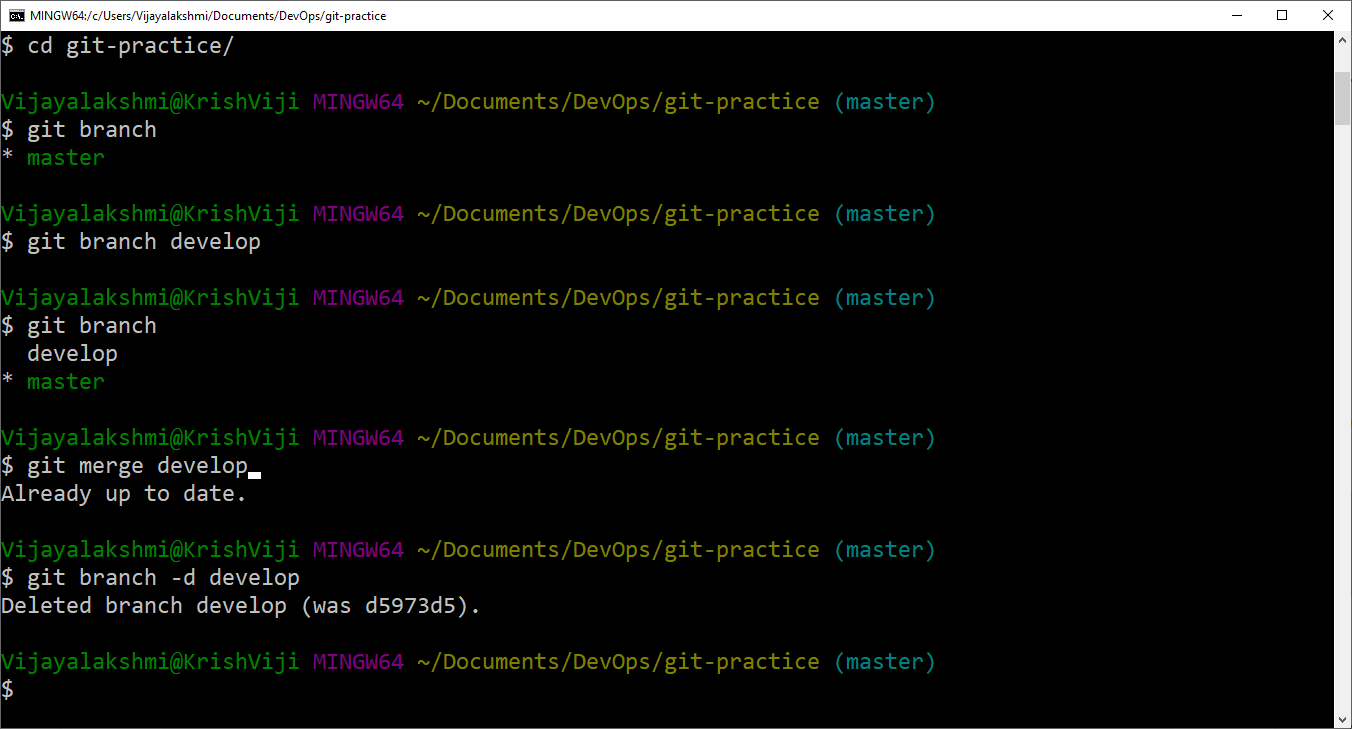 MINGW64:/c/Users/Vijayalakshmi/Documents/DevOps/git-practice
$ cd git-practice/
Vijayalakshmi@KrishViji MINGW64 ~/Documents/DevOps/git-practice (master)
$ git branch
* master
Vijayalakshmi@KrishViji MINGW64 ~/Documents/DevOps/git-practice (master)
$ git branch develop
Vijayalakshmi@KrishViji MINGW64 ~/Documents/DevOps/git-practice (master)
$ git branch
  develop
* master
Vijayalakshmi@KrishViji MINGW64 ~/Documents/DevOps/git-practice (master)
$ git merge develop
Already up to date.
Vijayalakshmi@KrishViji MINGW64 ~/Documents/DevOps/git-practice (master)
$ git branch -d develop
Deleted branch develop (was d5973d5).
Vijayalakshmi@KrishViji MINGW64 ~/Documents/DevOps/git-practice (master)
$